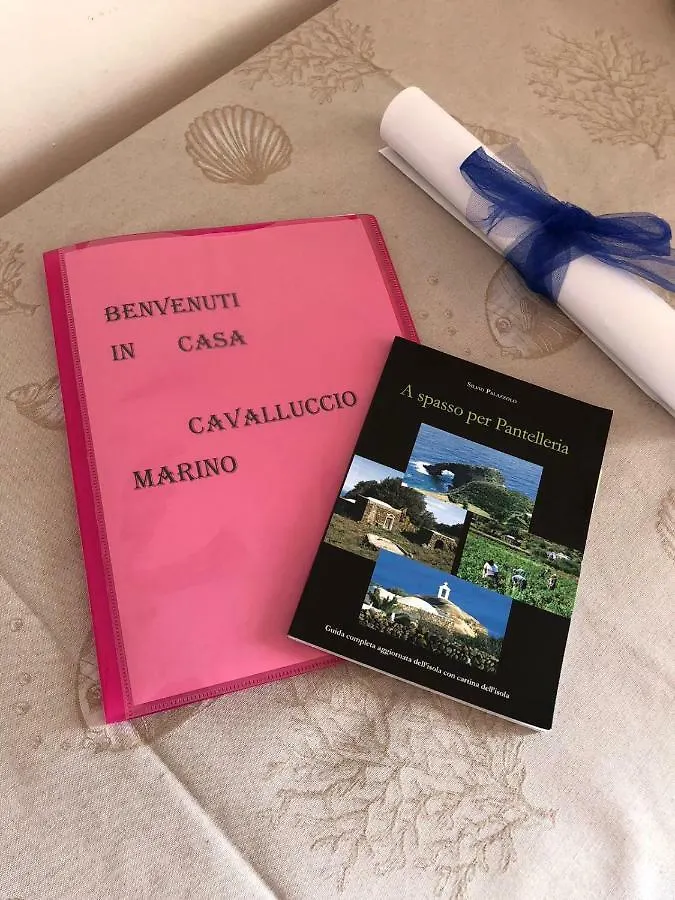 BENVENUTI
IN CASA
CAVALLUCCIO
MARINO
Silvio Palazzolo
A spasso per Pantelleria
Guida completa aggiornata dell'isola con cartina dell'isola